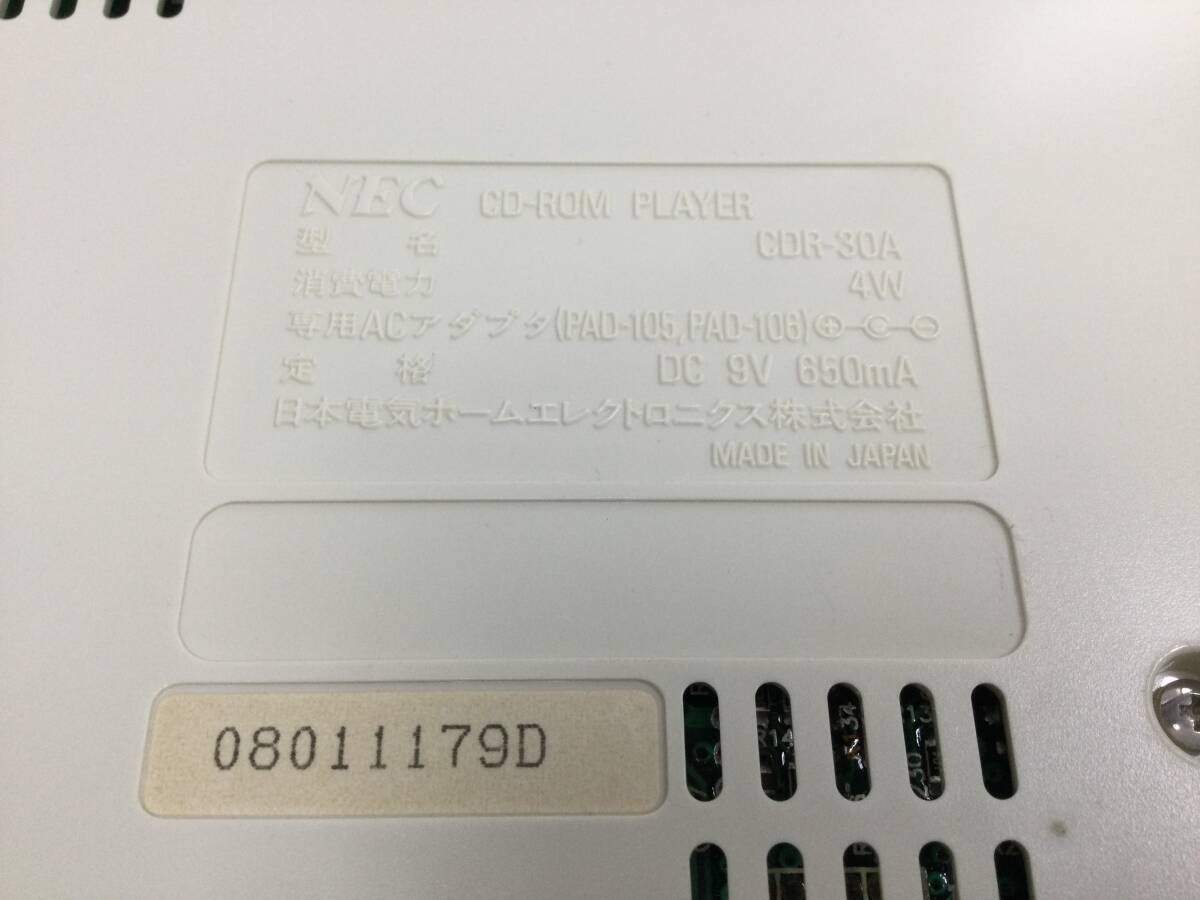 NEC CD-ROM PLAYER
型 名 CDR-30A
消費電力 4W
専用ACアダプタ(PAD-105,PAD-106)
定 格 DC 9V 650mA
日本電気ホームエレクトロニクス株式会社
MADE IN JAPAN
08011179D